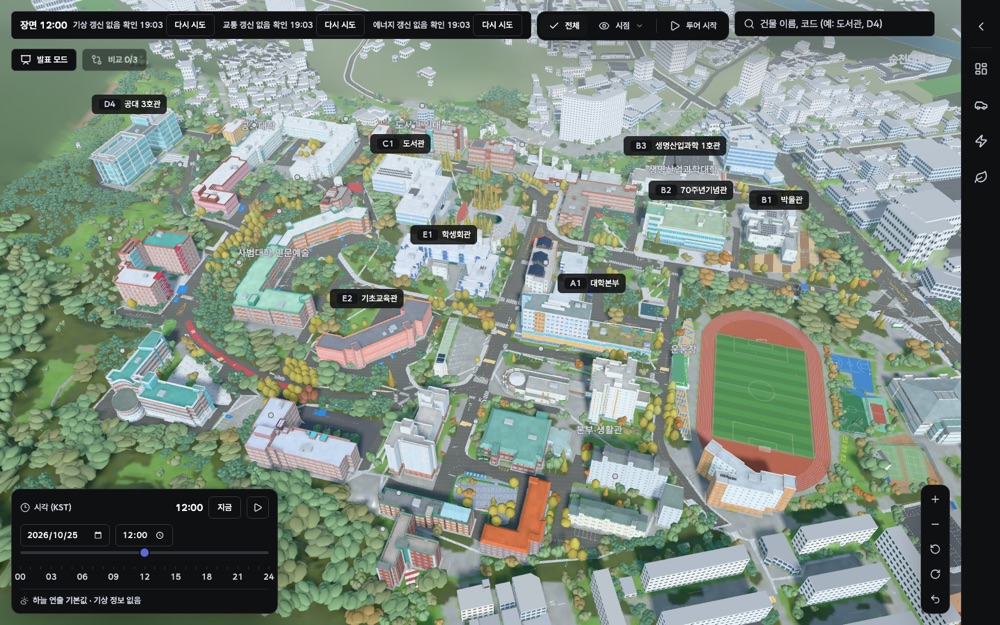 장면 12:00 기상 갱신 없음 확인 19:03 다시 시도 교통 갱신 없음 확인 19:03 다시 시도 에너지 갱신 없음 확인 19:03 다시 시도
전체 시점 투어 시작
건물 이름, 코드 (예: 도서관, D4)
발표 모드 비교 0/3
D4 공대 3호관
C1 도서관
B3 생명산업과학 1호관
B2 70주년기념관
B1 박물관
E1 학생회관
A1 대학본부
E2 기초교육관
운동장
본부·생활관
시각 (KST) 12:00 지금
2026/10/25 12:00
00 03 06 09 12 15 18 21 24
하늘 연출 기본값 · 기상 정보 없음